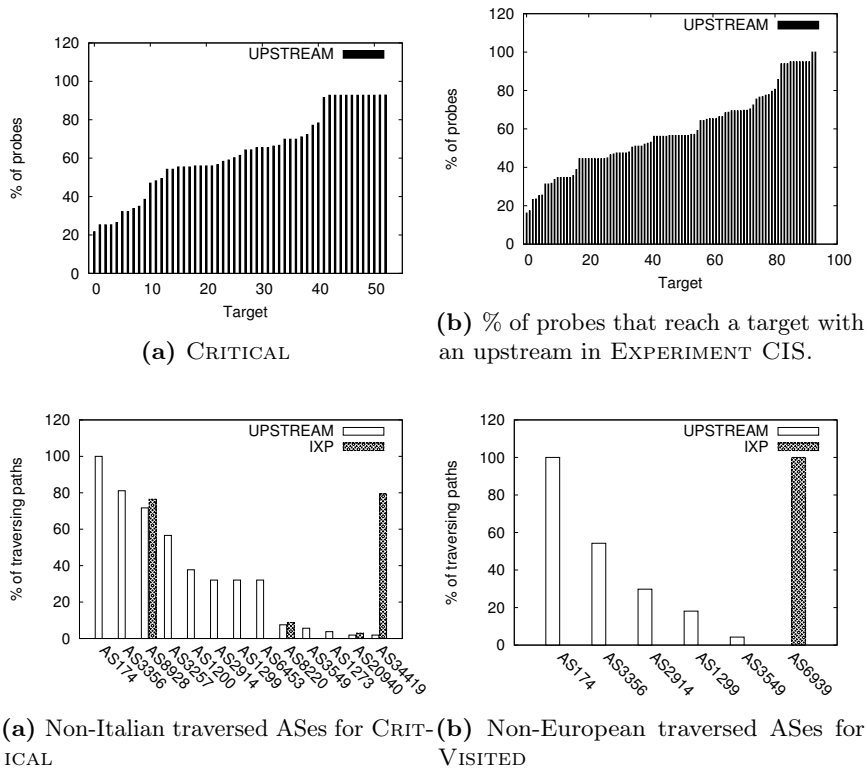 120
100
80
60
40
20
0
% of probes
UPSTREAM
0 10 20 30 40 50
Target
(a) CRITICAL
120
100
80
60
40
20
0
% of probes
UPSTREAM
0 20 40 60 80 100
Target
(b) % of probes that reach a target with
an upstream in EXPERIMENT CIS.
120
100
80
60
40
20
0
% of traversing paths
UPSTREAM
IXP
AS174 AS3356 AS8928 AS3257 AS1200 AS2914 AS1299 AS6453 AS8220 AS3549 AS1273 AS20940 AS34419
(a) Non-Italian traversed ASes for CRIT-
ICAL
120
100
80
60
40
20
0
% of traversing paths
UPSTREAM
IXP
AS174 AS3356 AS2914 AS1299 AS3549 AS6939
(b) Non-European traversed ASes for
VISITED